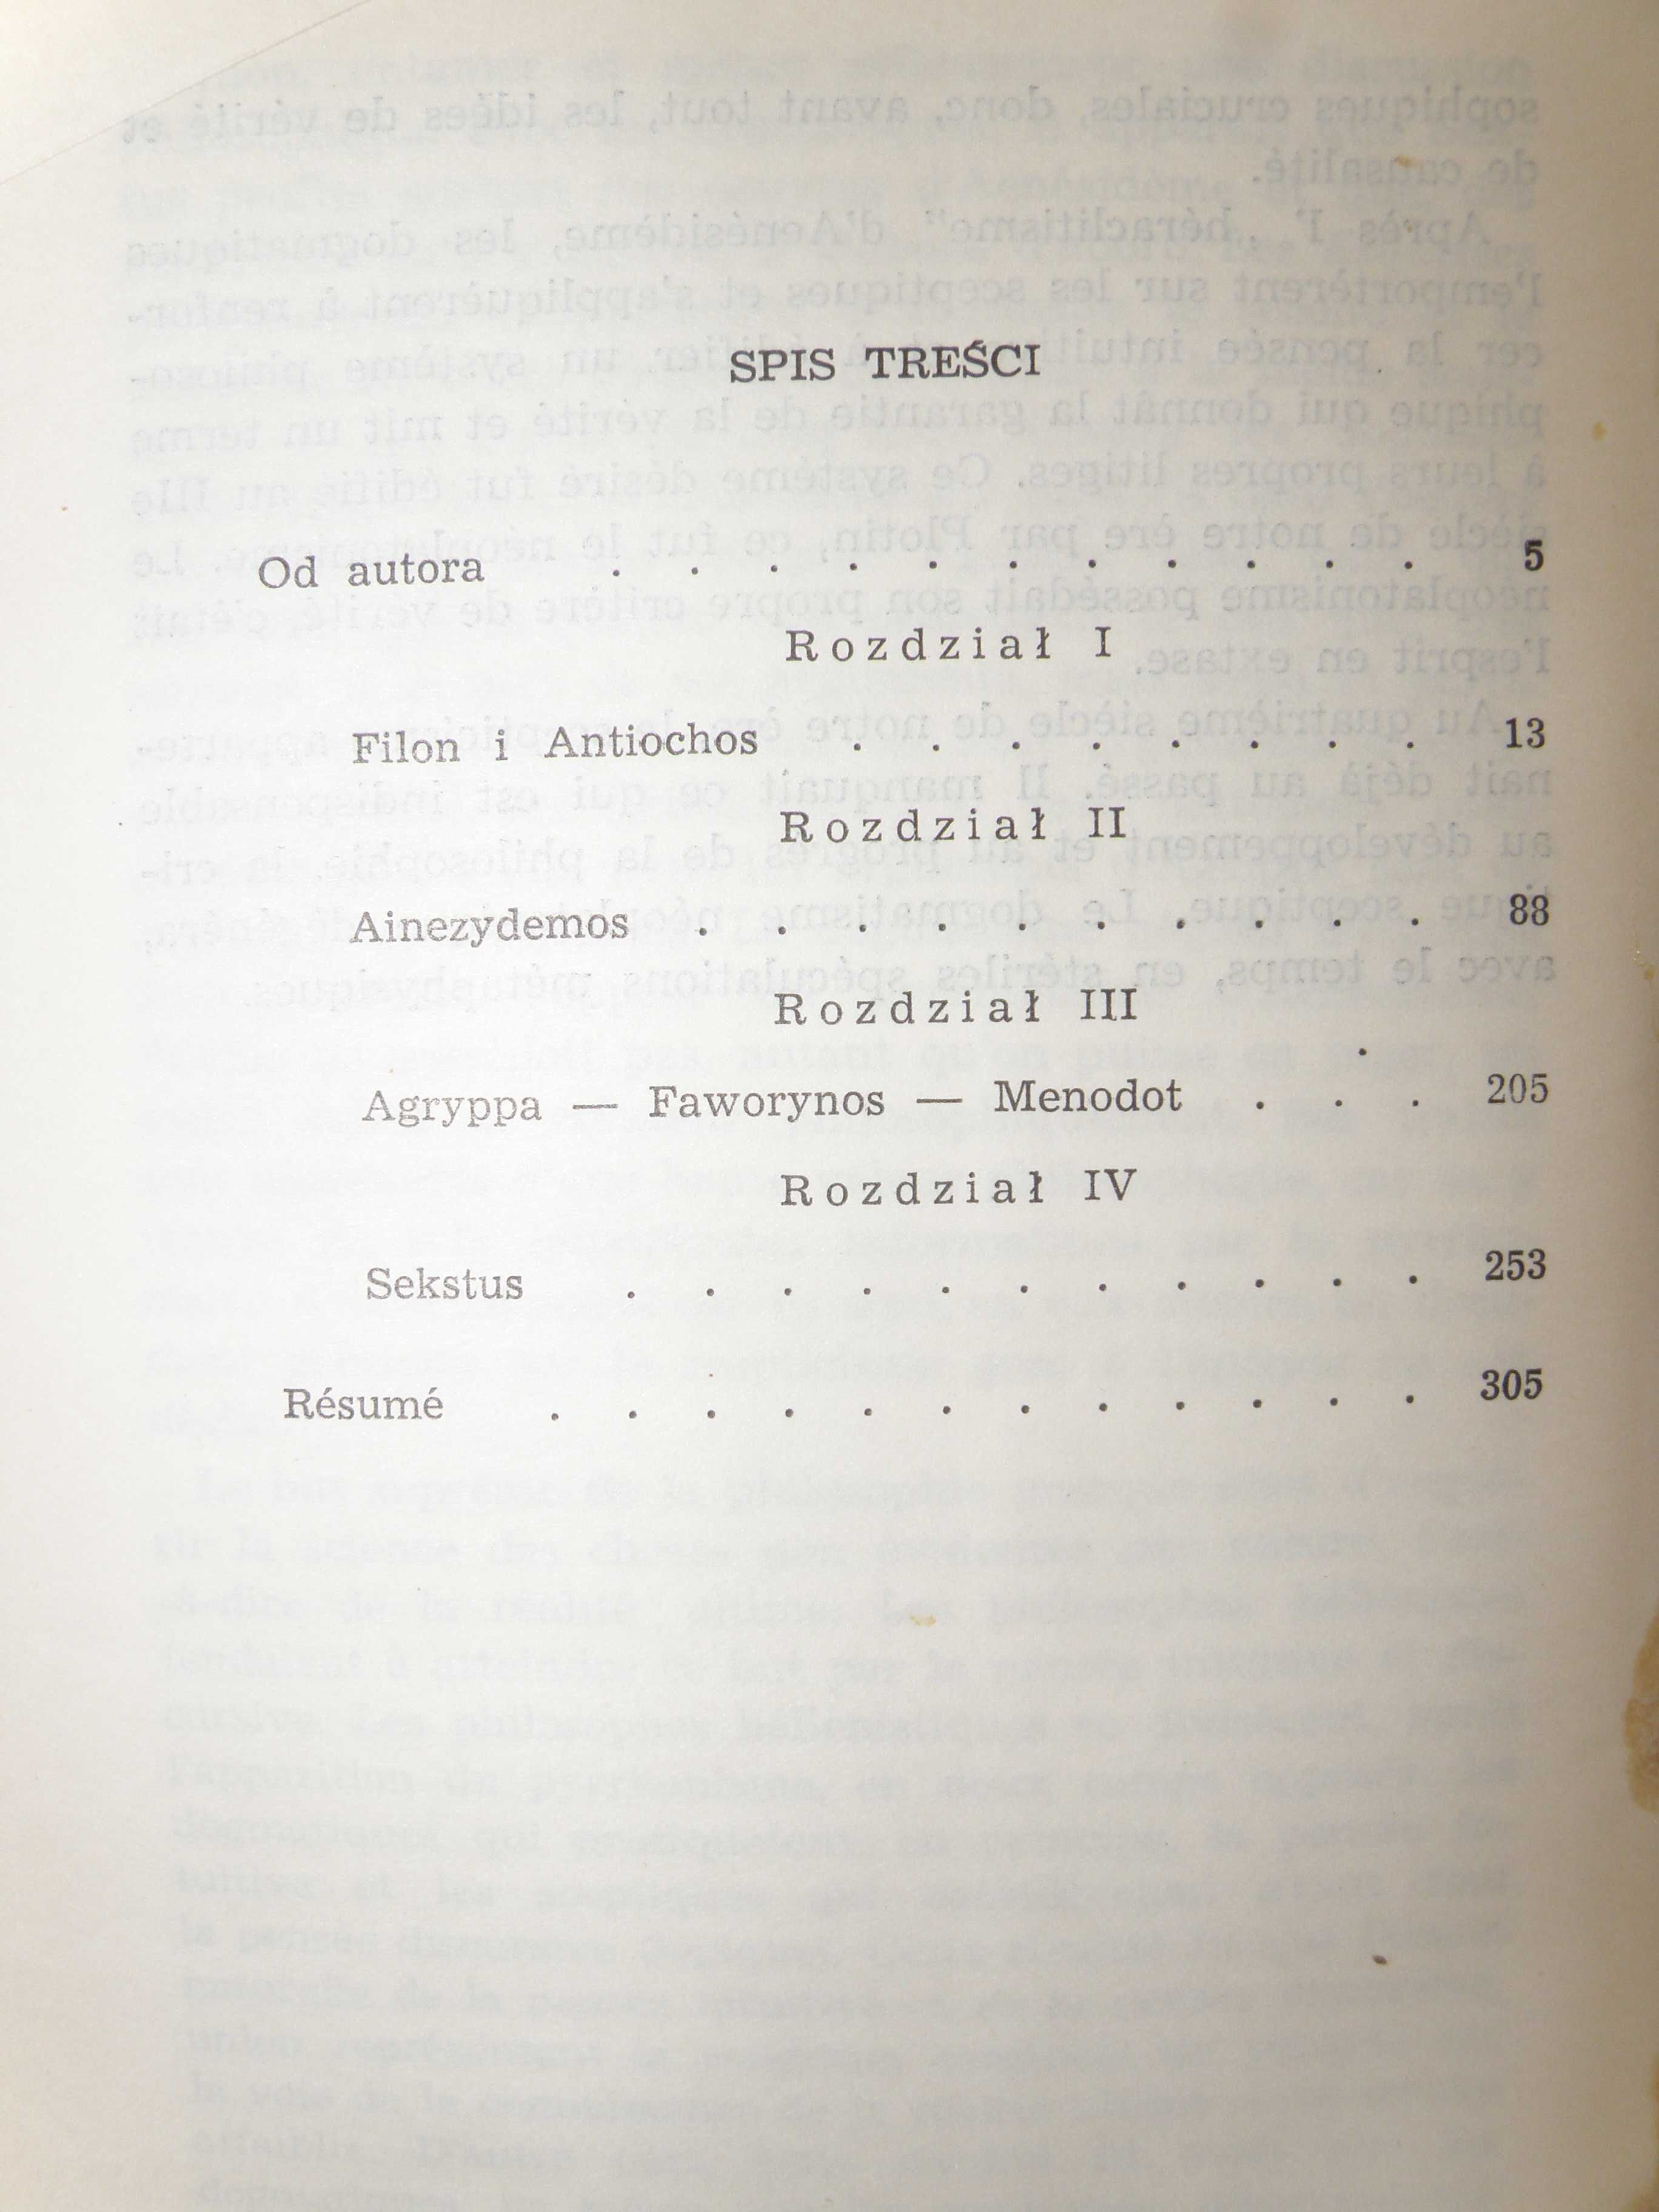 SPIS TREŚCI
Od autora . . . . . . . . . . . 5
Rozdział I
Filon i Antiochos . . . . . . . . 13
Rozdział II
Ainezydemos . . . . . . . . . . 88
Rozdział III
Agryppa — Faworynos — Menodot . . . 205
Rozdział IV
Sekstus . . . . . . . . . . . 253
Résumé . . . . . . . . . . . . 305